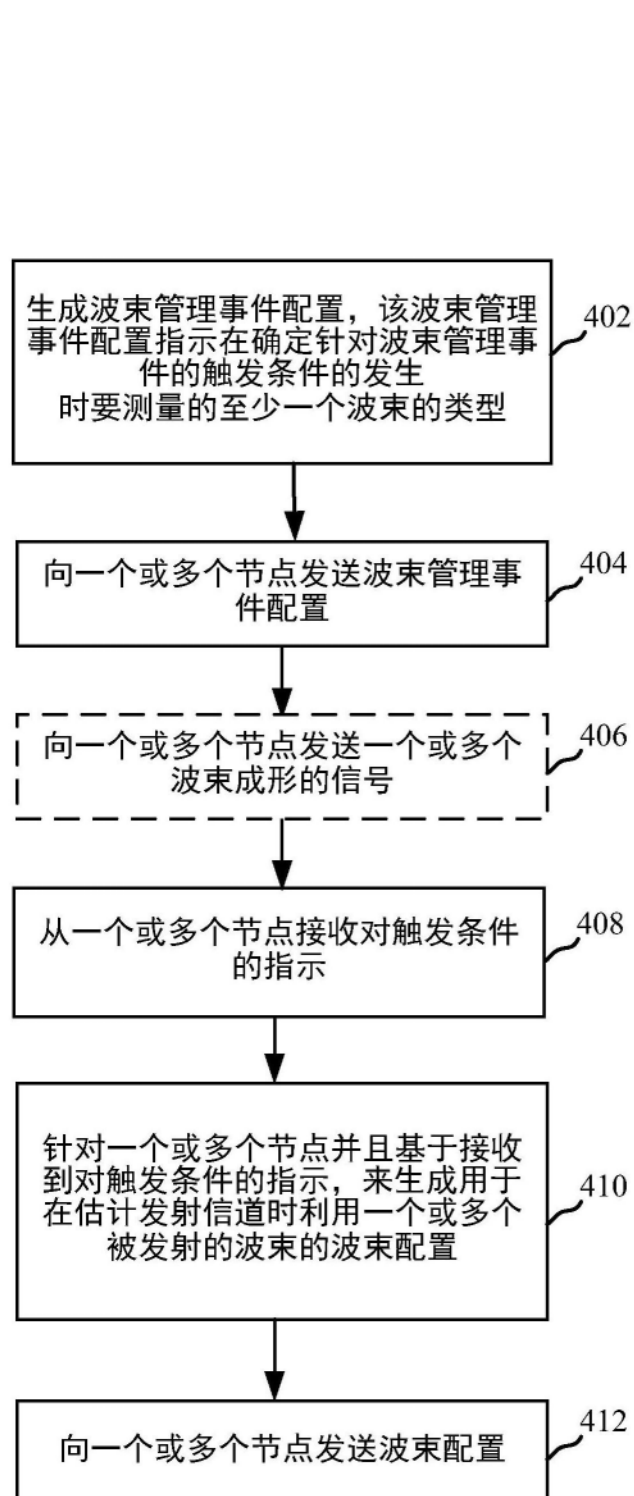 生成波束管理事件配置，该波束管理
事件配置指示在确定针对波束管理事
件的触发条件的发生
时要测量的至少一个波束的类型
402
向一个或多个节点发送波束管理事
件配置
404
向一个或多个节点发送一个或多个
波束成形的信号
406
从一个或多个节点接收对触发条件
的指示
408
针对一个或多个节点并且基于接收
到对触发条件的指示，来生成用于
在估计发射信道时利用一个或多个
被发射的波束的波束配置
410
向一个或多个节点发送波束配置
412